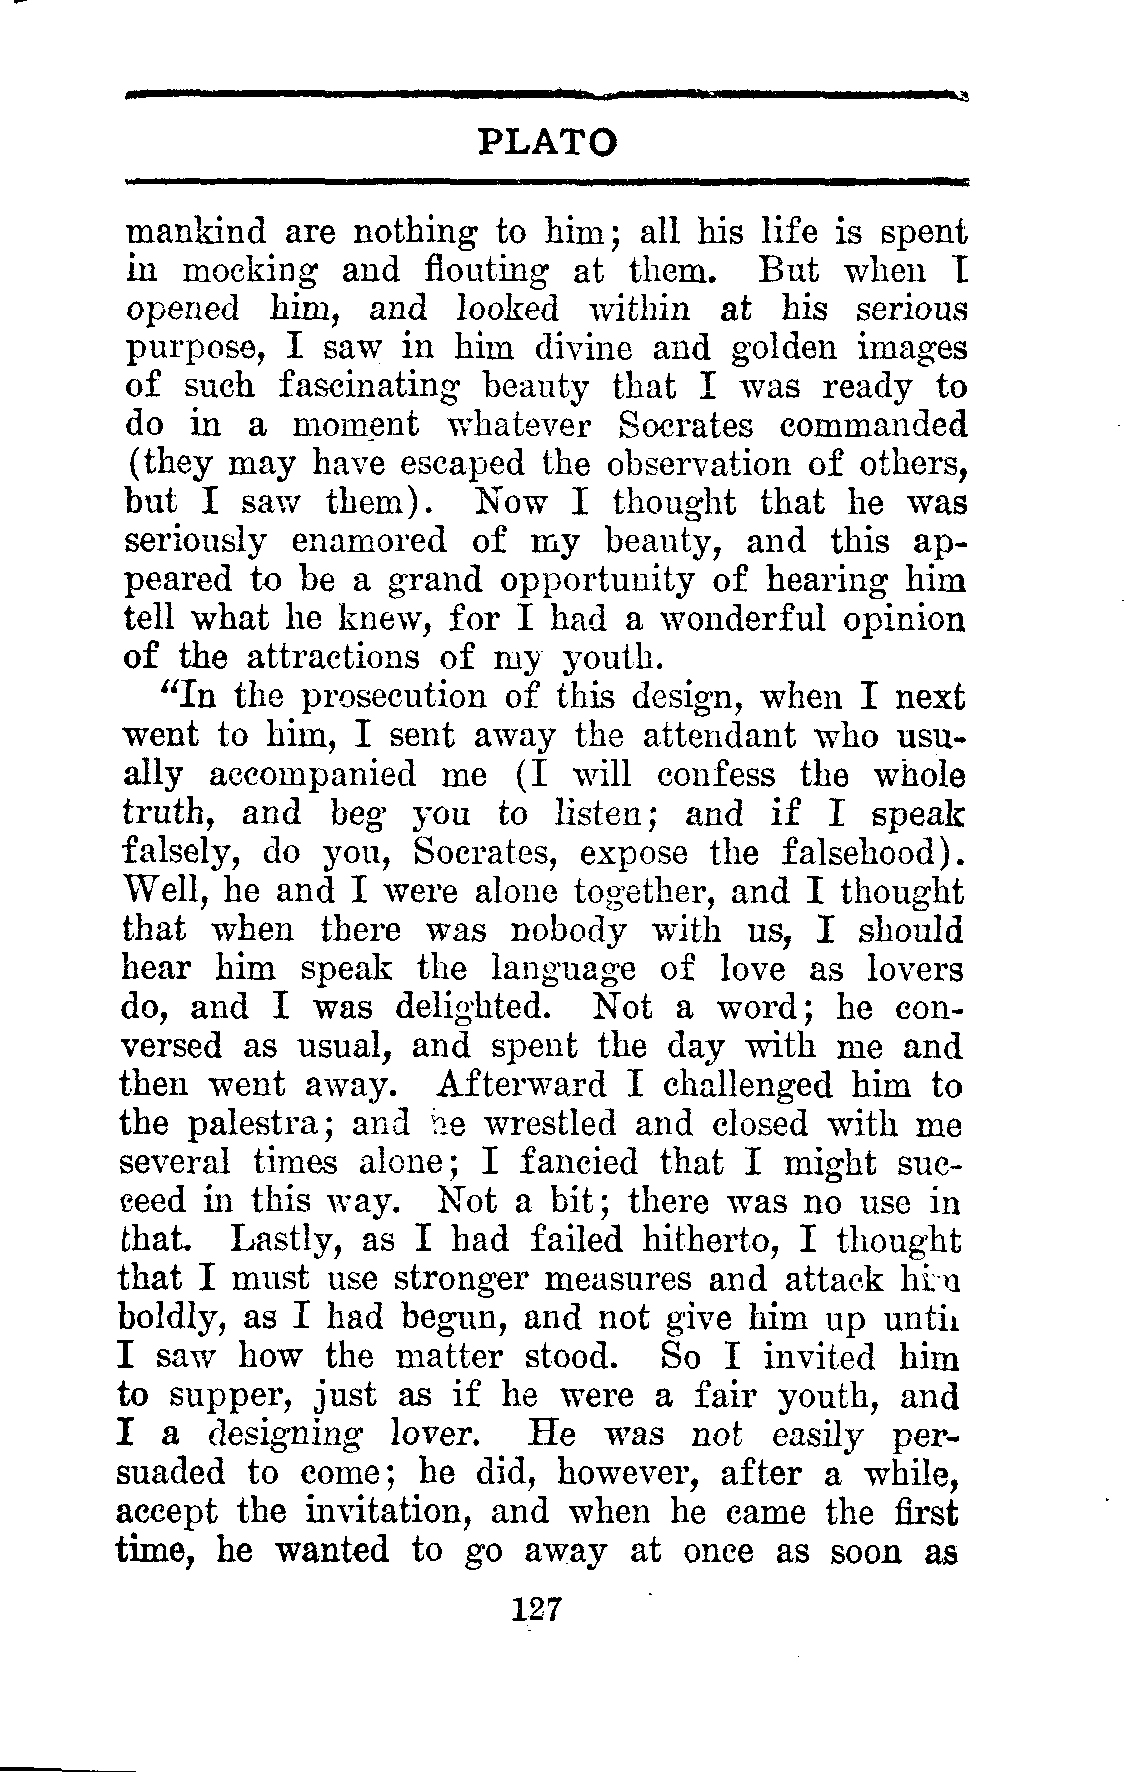 PLATO
mankind are nothing to him; all his life is spent
in mocking and flouting at them. But when I
opened him, and looked within at his serious
purpose, I saw in him divine and golden images
of such fascinating beauty that I was ready to
do in a moment whatever Socrates commanded
(they may have escaped the observation of others,
but I saw them). Now I thought that he was
seriously enamored of my beauty, and this ap-
peared to be a grand opportunity of hearing him
tell what he knew, for I had a wonderful opinion
of the attractions of my youth.
"In the prosecution of this design, when I next
went to him, I sent away the attendant who usu-
ally accompanied me (I will confess the whole
truth, and beg you to listen; and if I speak
falsely, do you, Socrates, expose the falsehood).
Well, he and I were alone together, and I thought
that when there was nobody with us, I should
hear him speak the language of love as lovers
do, and I was delighted. Not a word; he con-
versed as usual, and spent the day with me and
then went away. Afterward I challenged him to
the palestra; and he wrestled and closed with me
several times alone; I fancied that I might suc-
ceed in this way. Not a bit; there was no use in
that. Lastly, as I had failed hitherto, I thought
that I must use stronger measures and attack him
boldly, as I had begun, and not give him up until
I saw how the matter stood. So I invited him
to supper, just as if he were a fair youth, and
I a designing lover. He was not easily per-
suaded to come; he did, however, after a while,
accept the invitation, and when he came the first
time, he wanted to go away at once as soon as
127